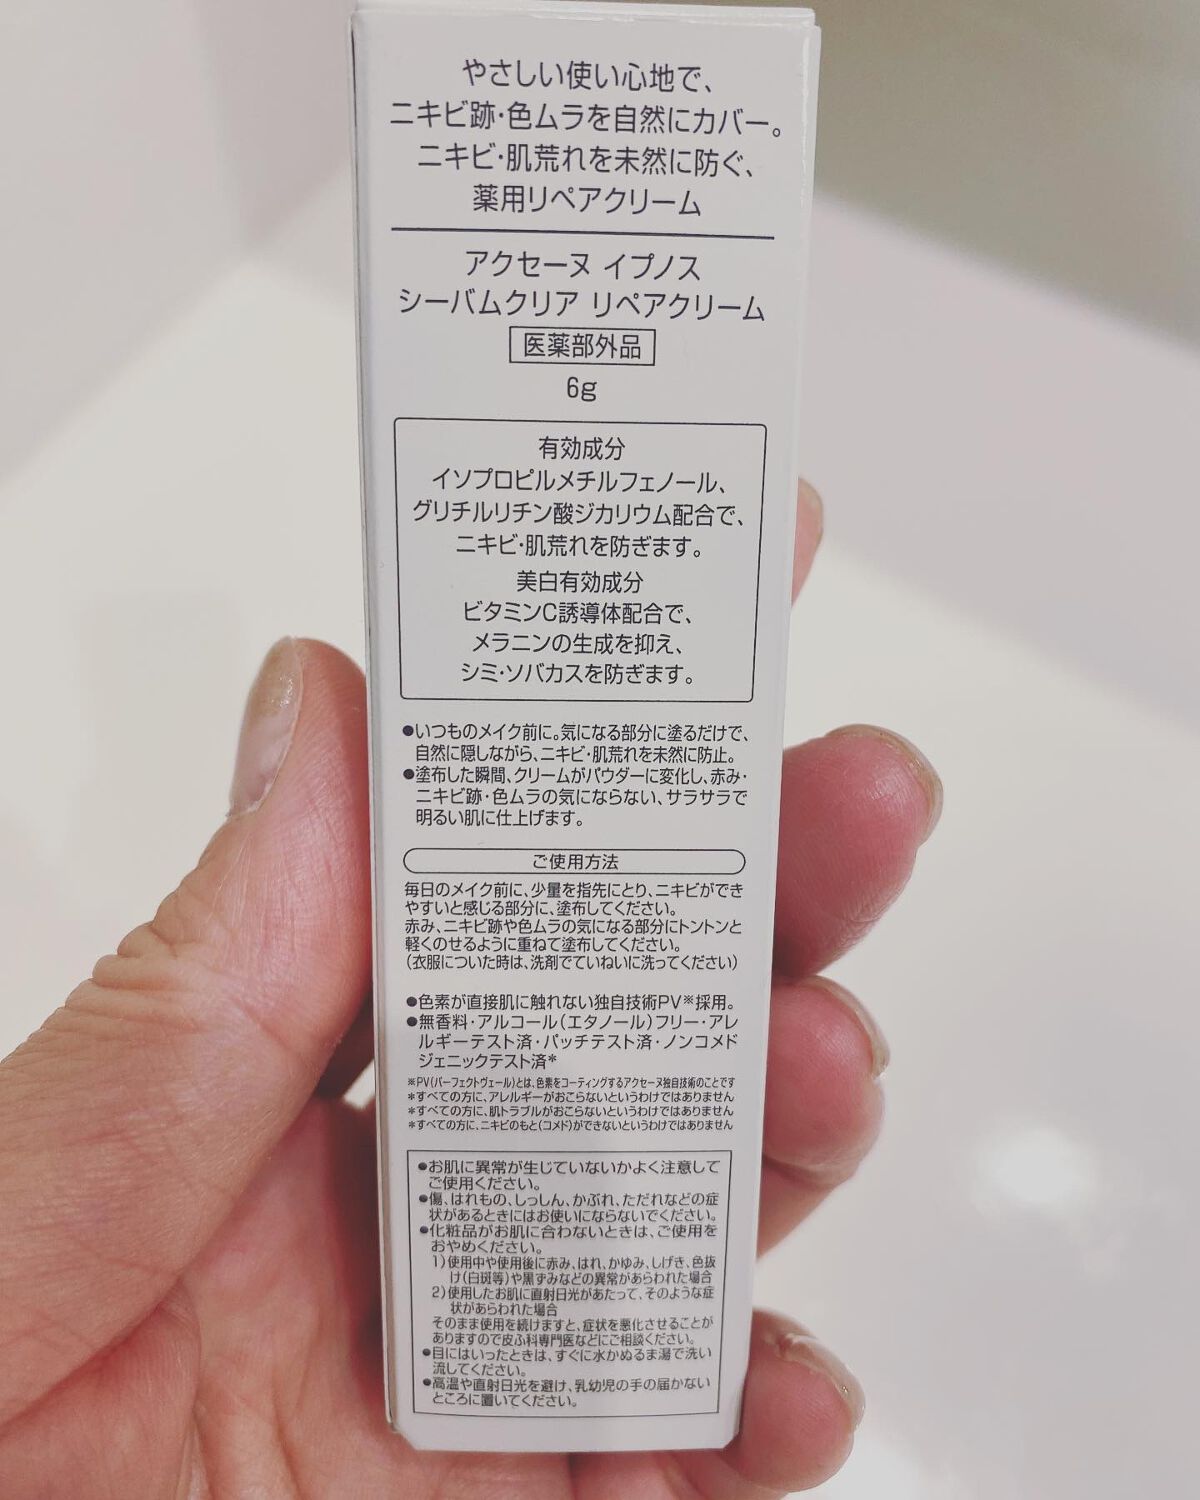 やさしい使い心地で、
ニキビ跡・色ムラを自然にカバー。
ニキビ・肌荒れを未然に防ぐ、
薬用リペアクリーム
アクセーヌ イプノス
シーバムクリア リペアクリーム
医薬部外品
6g
有効成分
イソプロピルメチルフェノール、
グリチルリチン酸ジカリウム配合で、
ニキビ・肌荒れを防ぎます。
美白有効成分
ビタミンC誘導体配合で、
メラニンの生成を抑え、
シミ・ソバカスを防ぎます。
●いつものメイク前に。気になる部分に塗るだけで、
自然に隠しながら、ニキビ・肌荒れを未然に防止。
●塗布した瞬間、クリームがパウダーに変化し、赤み・
ニキビ跡・色ムラの気にならない、サラサラで
明るい肌に仕上げます。
ご使用方法
毎日のメイク前に、少量を指先にとり、ニキビができ
やすいと感じる部分に、塗布してください。
赤み、ニキビ跡や色ムラの気になる部分にトントンと
軽くのせるように重ねて塗布してください。
(衣服についた時は、洗剤でていねいに洗ってください)
●色素が直接肌に触れない独自技術PV※採用。
●無香料・アルコール(エタノール)フリー・アレ
ルギーテスト済・パッチテスト済・ノンコメド
ジェニックテスト済*
※PV(パーフェクトヴェール)とは、色素をコーティングするアクセーヌ独自技術のことです
*すべての方に、アレルギーがおこらないというわけではありません
*すべての方に、肌トラブルがおこらないというわけではありません
*すべての方に、ニキビのもと(コメド)ができないというわけではありません
●お肌に異常が生じていないかよく注意して
ご使用ください。
●傷、はれもの、しっしん、かぶれ、ただれなどの症
状があるときにはお使いにならないでください。
●化粧品がお肌に合わないときは、ご使用を
おやめください。
1)使用中や使用後に赤み、はれ、かゆみ、しげき、色抜
け(白斑等)や黒ずみなどの異常があらわれた場合
2)使用したお肌に直射日光があたって、そのような症
状があらわれた場合
そのまま使用を続けますと、症状を悪化させることが
ありますので皮ふ科専門医などにご相談ください。
●目にはいったときは、すぐに水かぬるま湯で洗い
流してください。
●高温や直射日光を避け、乳幼児の手の届かない
ところに置いてください。